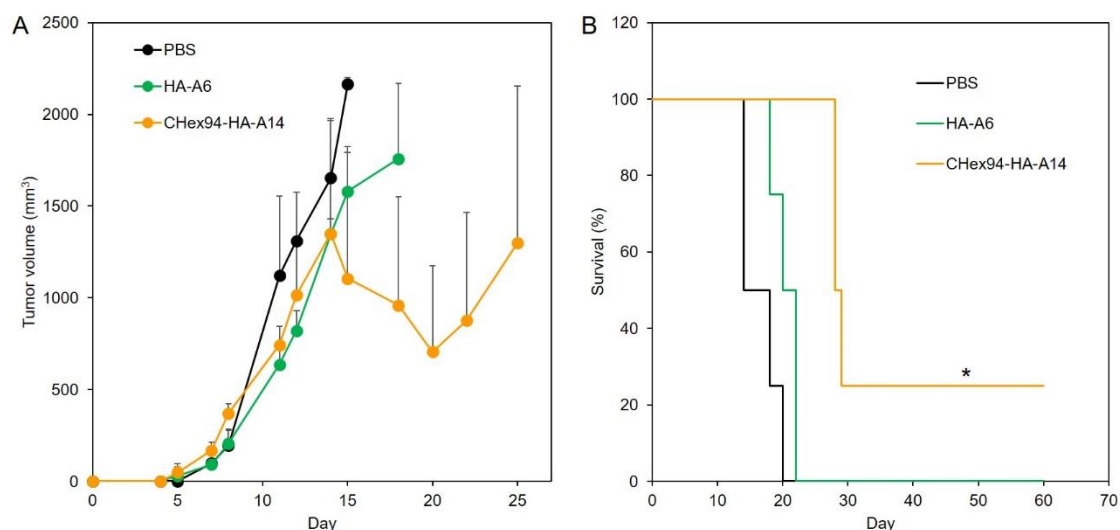 A
PBS
HA-A6
CHex94-HA-A14
Tumor volume (mm³)
2500
2000
1500
1000
500
0
0 5 10 15 20 25
Day
B
PBS
HA-A6
CHex94-HA-A14
Survival (%)
120
100
80
60
40
20
0
*
0 10 20 30 40 50 60 70
Day